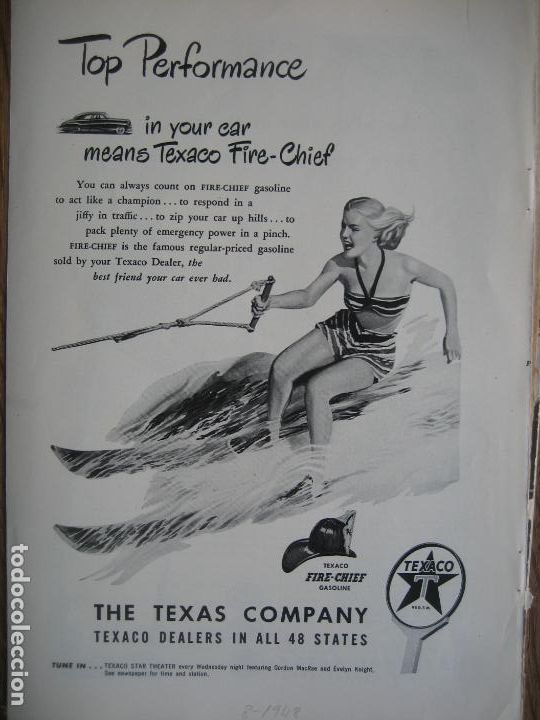 Top Performance
in your car
means Texaco Fire-Chief
You can always count on FIRE-CHIEF gasoline
to act like a champion...to respond in a
jiffy in traffic...to zip your car up hills...to
pack plenty of emergency power in a pinch.
FIRE-CHIEF is the famous regular-priced gasoline
sold by your Texaco Dealer, the
best friend your car ever had.
TEXACO
FIRE-CHIEF
GASOLINE
TEXACO
T
REG. T.M.
THE TEXAS COMPANY
TEXACO DEALERS IN ALL 48 STATES
TUNE IN... TEXACO STAR THEATER every Wednesday night featuring Gordon MacRae and Evelyn Knight.
See newspaper for time and station.
8-1948
todocoleccion